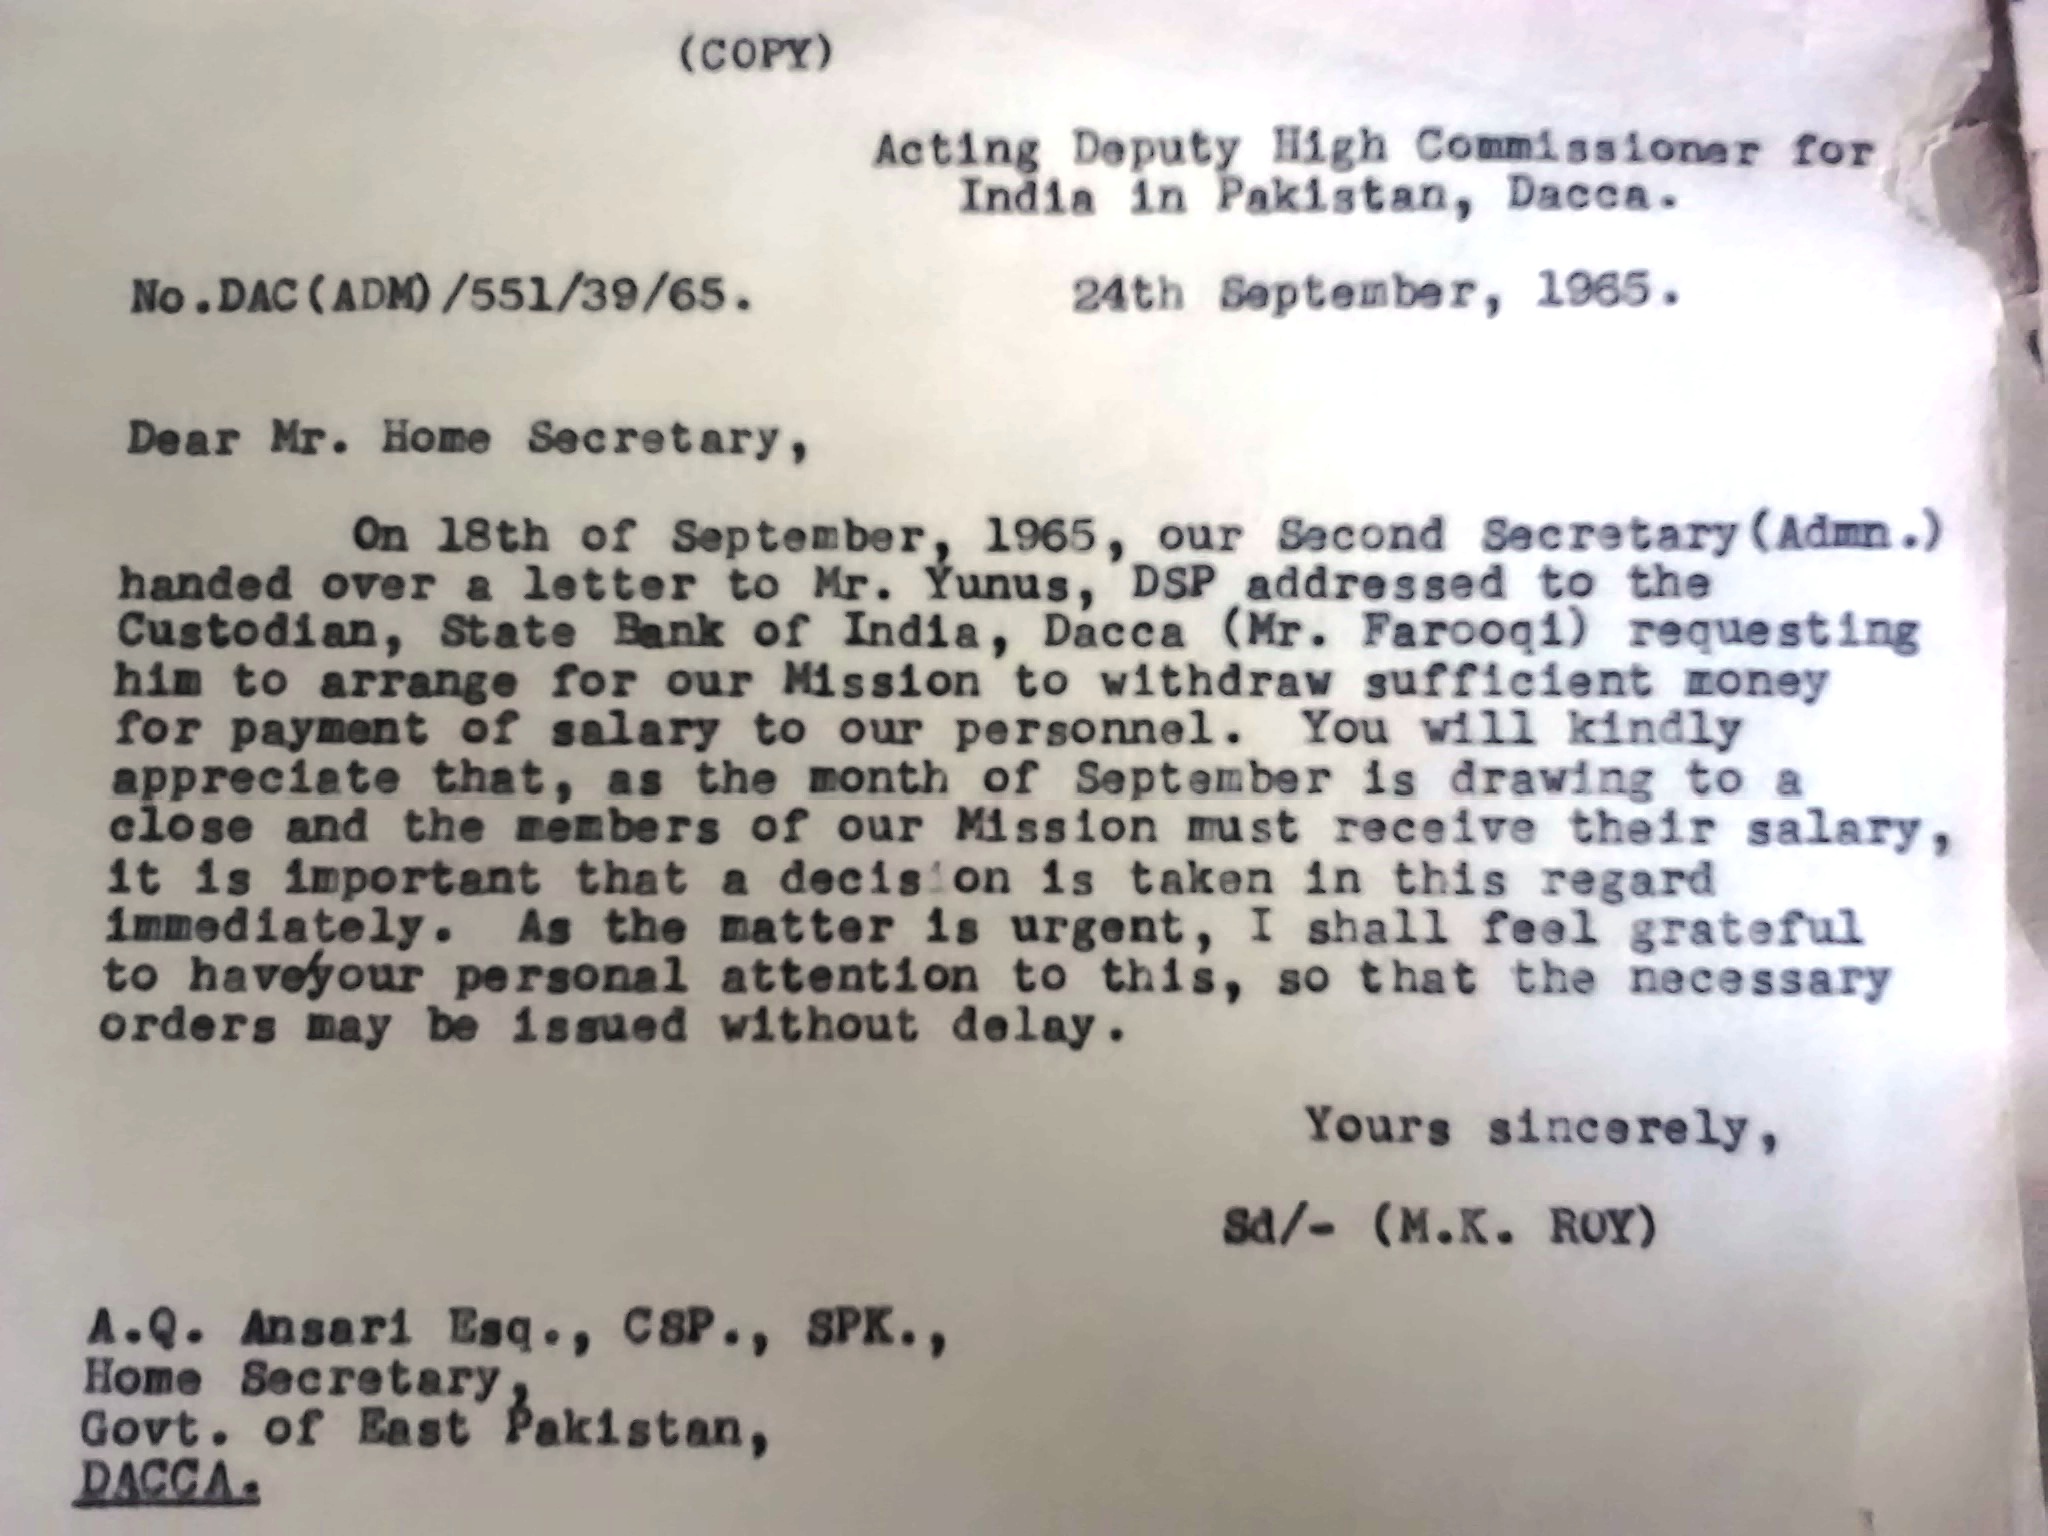 (COPY)
Acting Deputy High Commissioner for
India in Pakistan, Dacca.
No.DAC(ADM)/551/39/65.    24th September, 1965.
Dear Mr. Home Secretary,
On 18th of September, 1965, our Second Secretary(Admn.)
handed over a letter to Mr. Yunus, DSP addressed to the
Custodian, State Bank of India, Dacca (Mr. Farooqi) requesting
him to arrange for our Mission to withdraw sufficient money
for payment of salary to our personnel. You will kindly
appreciate that, as the month of September is drawing to a
close and the members of our Mission must receive their salary,
it is important that a decision is taken in this regard
immediately. As the matter is urgent, I shall feel grateful
to have/your personal attention to this, so that the necessary
orders may be issued without delay.
Yours sincerely,
Sd/- (M.K. ROY)
A.Q. Ansari Esq., CSP., SPK.,
Home Secretary,
Govt. of East Pakistan,
DACCA.